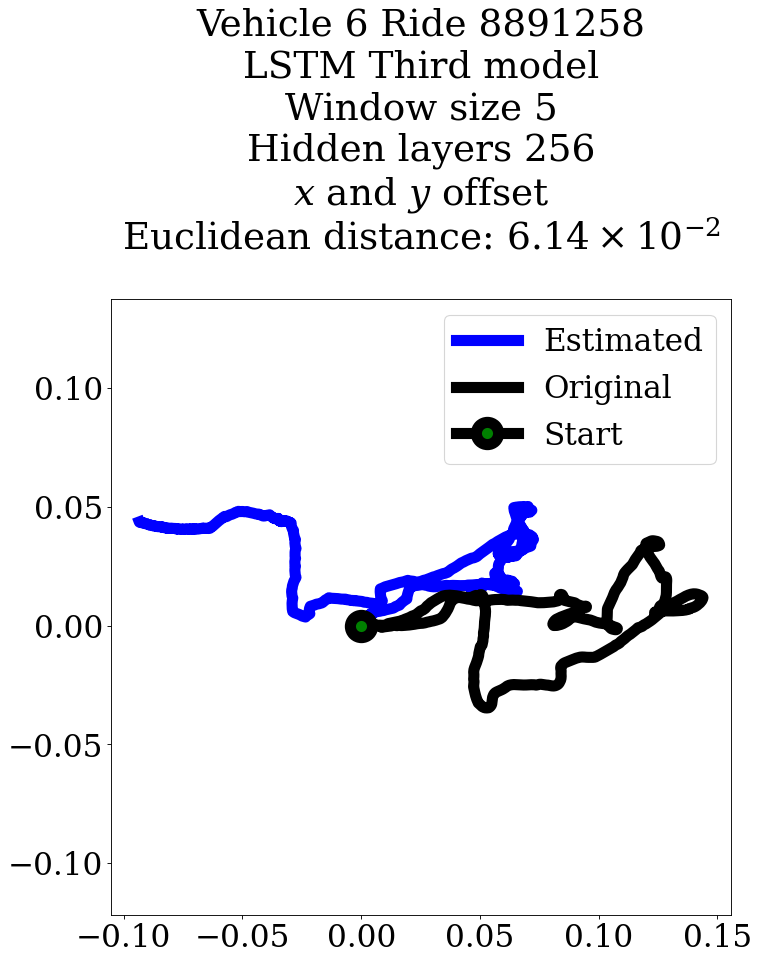 Vehicle 6 Ride 8891258
LSTM Third model
Window size 5
Hidden layers 256
x and y offset
Euclidean distance: 6.14 × 10⁻²
Estimated
Original
Start
0.10
0.05
0.00
−0.05
−0.10
−0.10 −0.05 0.00 0.05 0.10 0.15